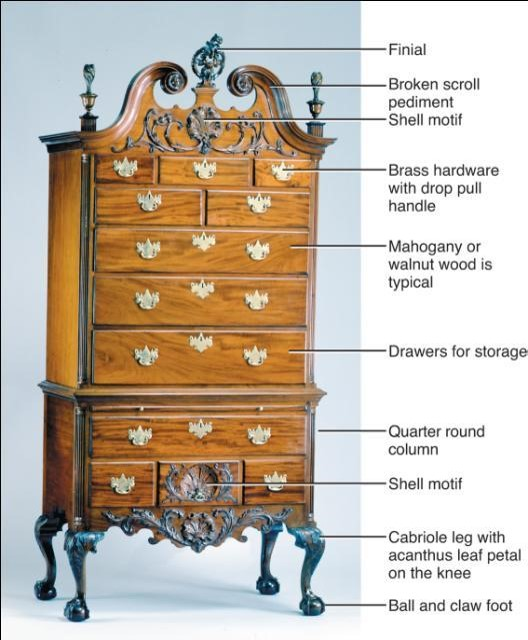 Finial
Broken scroll
pediment
Shell motif
Brass hardware
with drop pull
handle
Mahogany or
walnut wood is
typical
Drawers for storage
Quarter round
column
Shell motif
Cabriole leg with
acanthus leaf petal
on the knee
Ball and claw foot